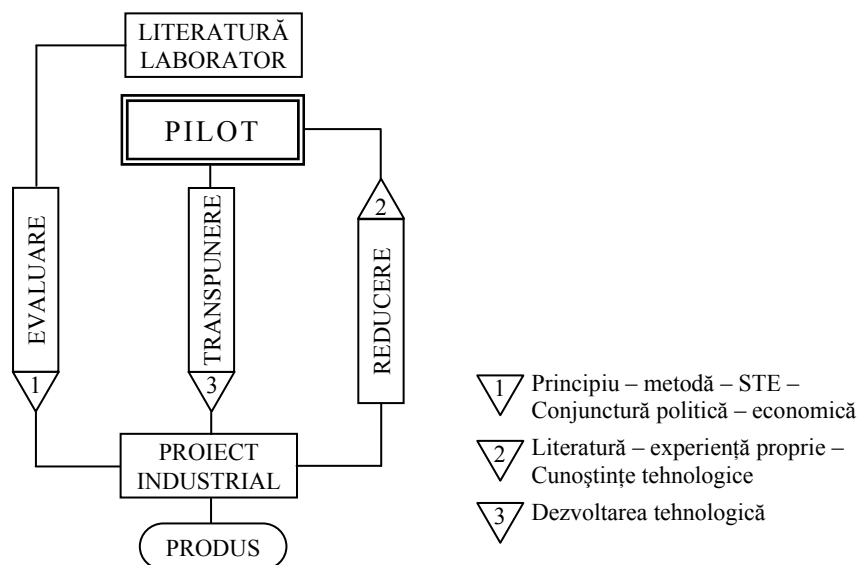 LITERATURĂ
LABORATOR
PILOT
EVALUARE
1
TRANSPUNERE
3
2
REDUCERE
PROIECT
INDUSTRIAL
PRODUS
1 Principiu – metodă – STE –
Conjunctură politică – economică
2 Literatură – experiență proprie –
Cunoştințe tehnologice
3 Dezvoltarea tehnologică